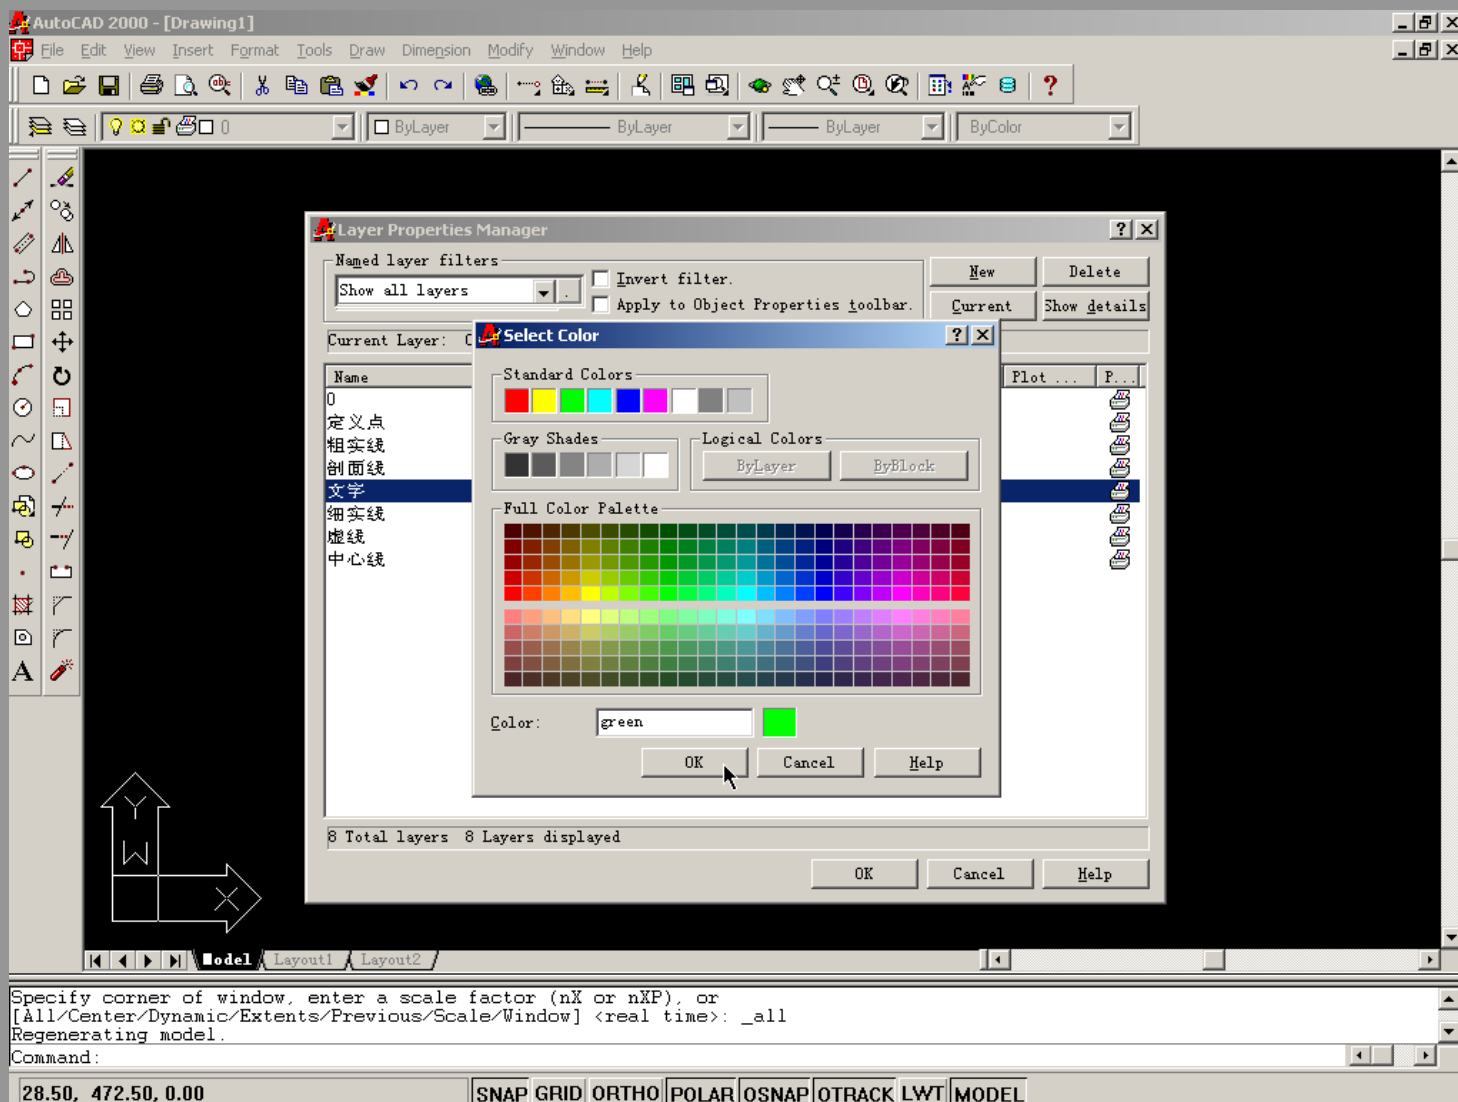 AutoCAD 2000 - [Drawing1]
File Edit View Insert Format Tools Draw Dimension Modify Window Help
0 ByLayer ByLayer ByLayer ByColor
Layer Properties Manager
Named layer filters
Show all layers
Invert filter.
Apply to Object Properties toolbar.
New Delete
Current Show details
Current Layer:
Name Plot ... P...
0
定义点
粗实线
剖面线
文字
细实线
虚线
中心线
Select Color
Standard Colors
Gray Shades
Logical Colors
ByLayer ByBlock
Full Color Palette
Color: green
OK Cancel Help
8 Total layers 8 Layers displayed
OK Cancel Help
Y
W
X
Model Layout1 Layout2
Specify corner of window, enter a scale factor (nX or nXP), or
[All/Center/Dynamic/Extents/Previous/Scale/Window] <real time>: _all
Regenerating model.
Command:
28.50, 472.50, 0.00 SNAP GRID ORTHO POLAR OSNAP OTRACK LWT MODEL